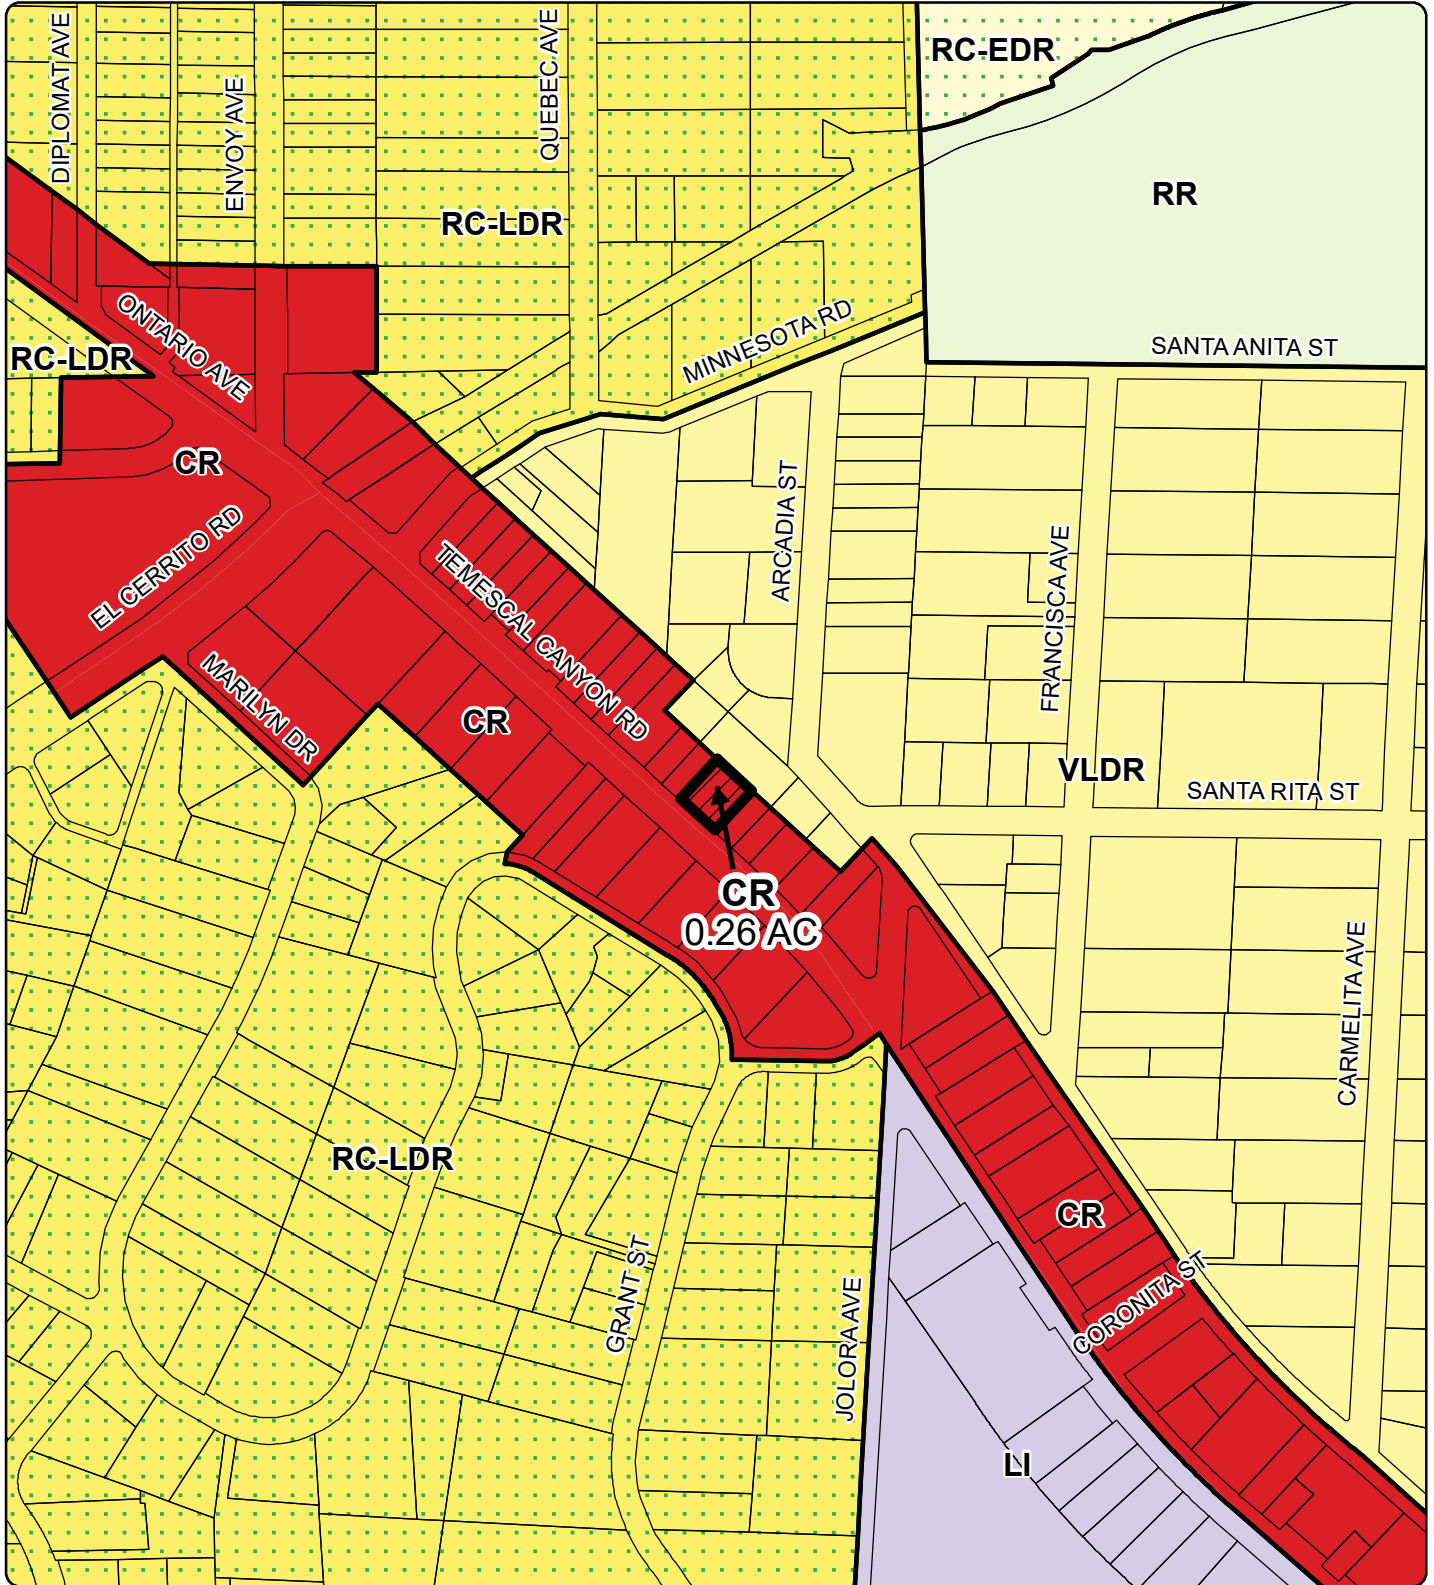 DIPLOMAT AVE
ENVOY AVE
QUEBEC AVE
RC-EDR
RR
RC-LDR
ONTARIO AVE
MINNESOTA RD
SANTA ANITA ST
RC-LDR
CR
EL CERRITO RD
TEMESCAL CANYON RD
ARCADIA ST
FRANCISCA AVE
MARILYN DR
CR
VLDR
SANTA RITA ST
CR
0.26 AC
CARMELITA AVE
RC-LDR
CR
GRANT ST
JOLORA AVE
CORONITA ST
LI